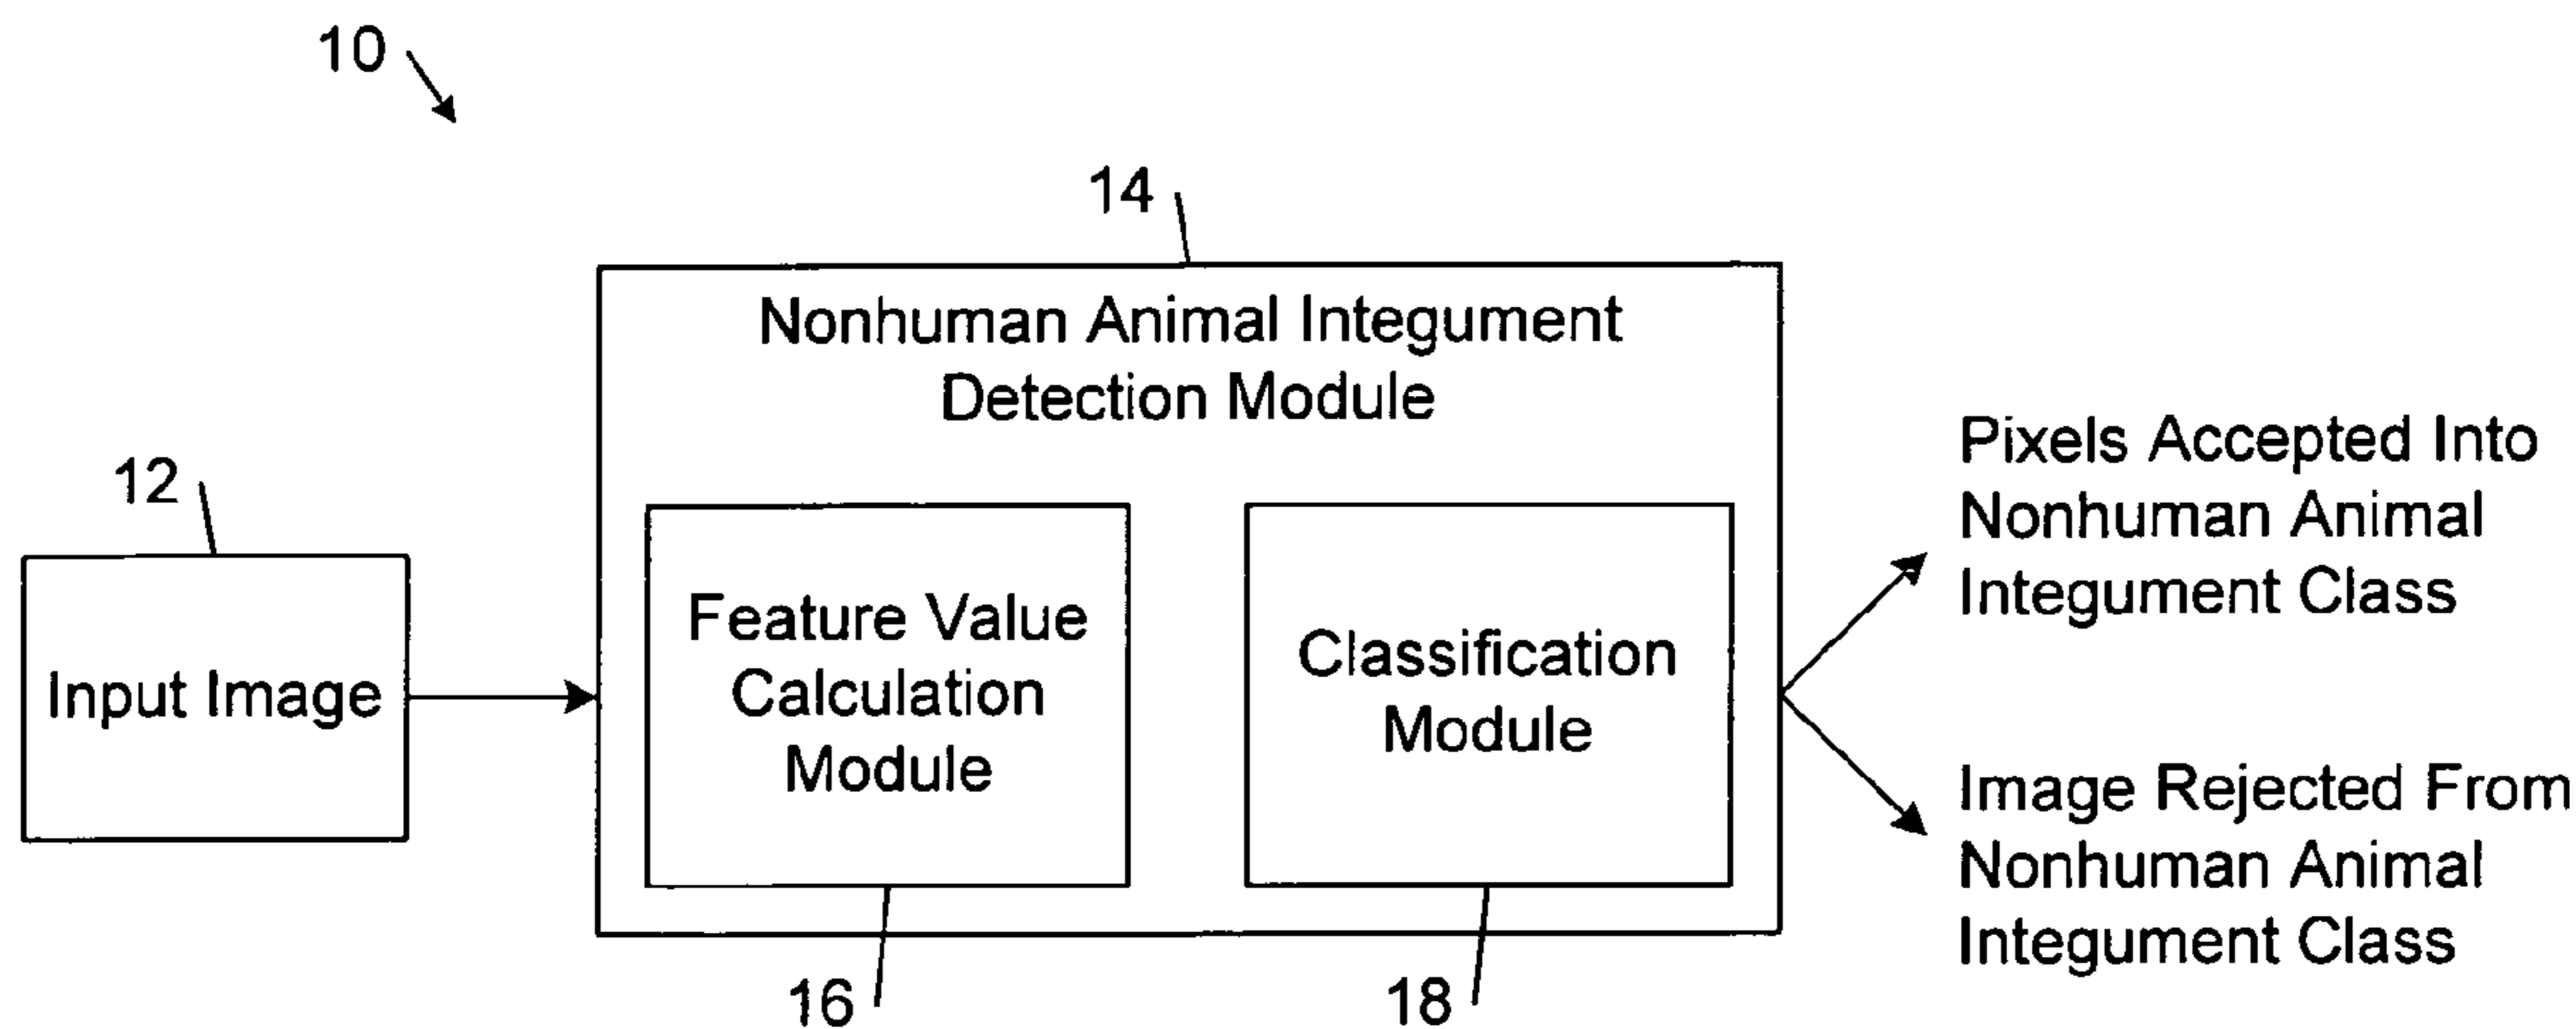 10
14
Nonhuman Animal Integument
Detection Module
12
Input Image
Feature Value
Calculation
Module
Classification
Module
16
18
Pixels Accepted Into
Nonhuman Animal
Integument Class
Image Rejected From
Nonhuman Animal
Integument Class